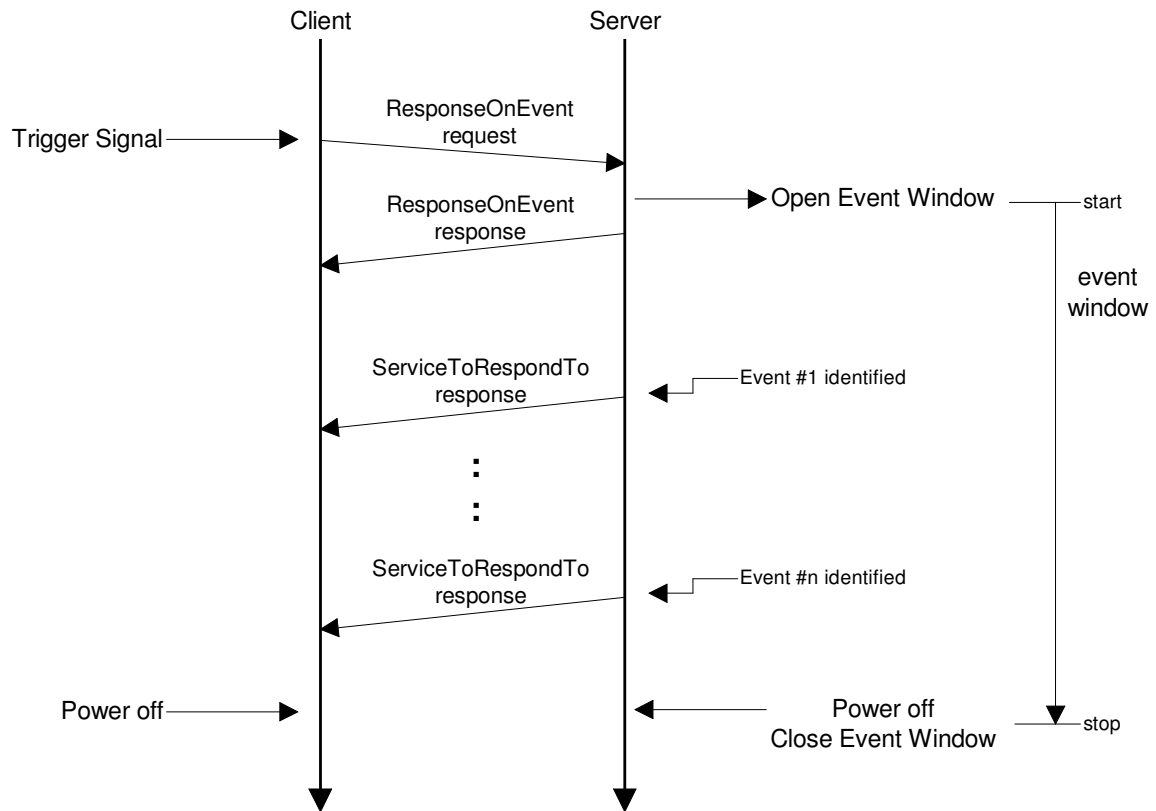 Client
Server
ResponseOnEvent
request
Trigger Signal
Open Event Window
start
ResponseOnEvent
response
event
window
ServiceToRespondTo
response
Event #1 identified
:
:
ServiceToRespondTo
response
Event #n identified
Power off
Power off
Close Event Window
stop